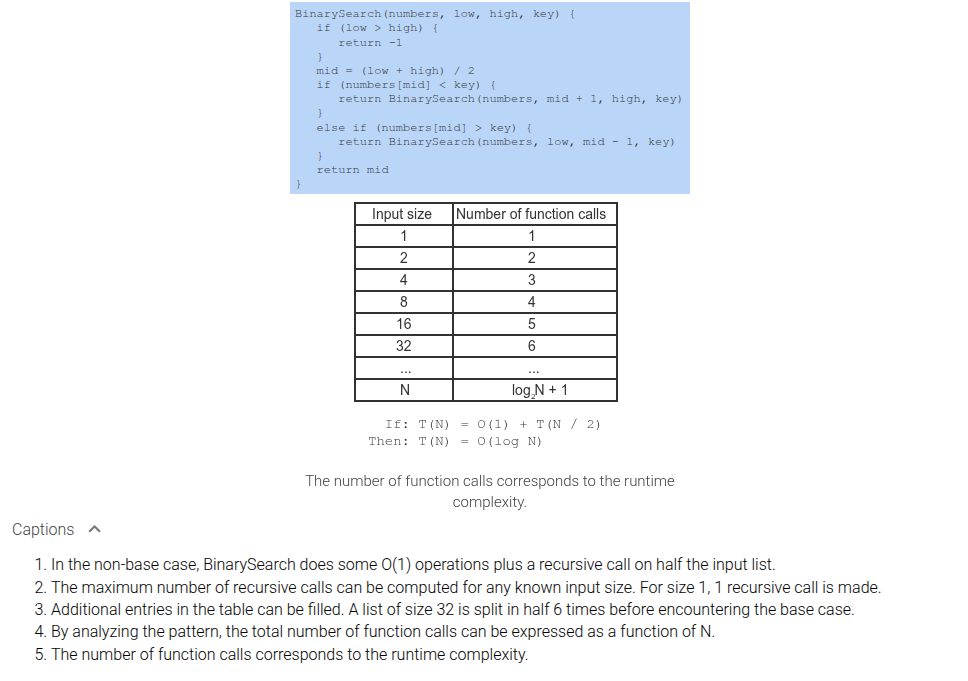 BinarySearch(numbers, low, high, key) {
if (low > high) {
return -1
}
mid = (low + high) / 2
if (numbers[mid] < key) {
return BinarySearch(numbers, mid + 1, high, key)
}
else if (numbers[mid] > key) {
return BinarySearch(numbers, low, mid - 1, key)
}
return mid
}
Input size Number of function calls
1 1
2 2
4 3
8 4
16 5
32 6
... ...
N log₂N + 1
If: T(N) = O(1) + T(N / 2)
Then: T(N) = O(log N)
The number of function calls corresponds to the runtime
complexity.
Captions
1. In the non-base case, BinarySearch does some O(1) operations plus a recursive call on half the input list.
2. The maximum number of recursive calls can be computed for any known input size. For size 1, 1 recursive call is made.
3. Additional entries in the table can be filled. A list of size 32 is split in half 6 times before encountering the base case.
4. By analyzing the pattern, the total number of function calls can be expressed as a function of N.
5. The number of function calls corresponds to the runtime complexity.